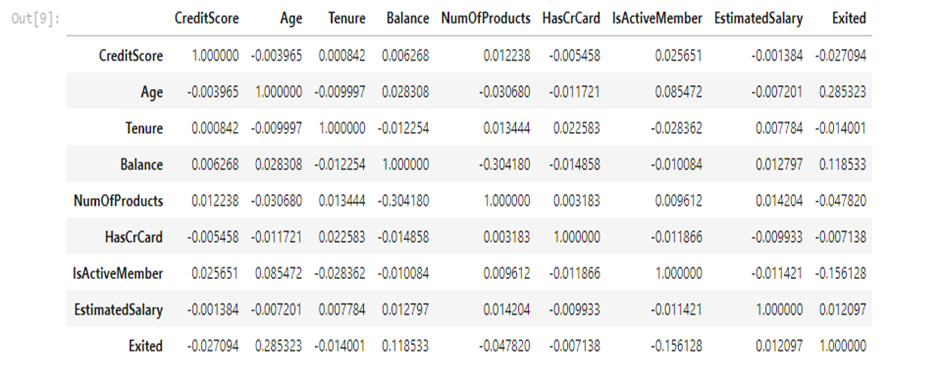 Out[9]:
CreditScore Age Tenure Balance NumOfProducts HasCrCard IsActiveMember EstimatedSalary Exited
CreditScore 1.000000 -0.003965 0.000842 0.006268 0.012238 -0.005458 0.025651 -0.001384 -0.027094
Age -0.003965 1.000000 -0.009997 0.028308 -0.030680 -0.011721 0.085472 -0.007201 0.285323
Tenure 0.000842 -0.009997 1.000000 -0.012254 0.013444 0.022583 -0.028362 0.007784 -0.014001
Balance 0.006268 0.028308 -0.012254 1.000000 -0.304180 -0.014858 -0.010084 0.012797 0.118533
NumOfProducts 0.012238 -0.030680 0.013444 -0.304180 1.000000 0.003183 0.009612 0.014204 -0.047820
HasCrCard -0.005458 -0.011721 0.022583 -0.014858 0.003183 1.000000 -0.011866 -0.009933 -0.007138
IsActiveMember 0.025651 0.085472 -0.028362 -0.010084 0.009612 -0.011866 1.000000 -0.011421 -0.156128
EstimatedSalary -0.001384 -0.007201 0.007784 0.012797 0.014204 -0.009933 -0.011421 1.000000 0.012097
Exited -0.027094 0.285323 -0.014001 0.118533 -0.047820 -0.007138 -0.156128 0.012097 1.000000